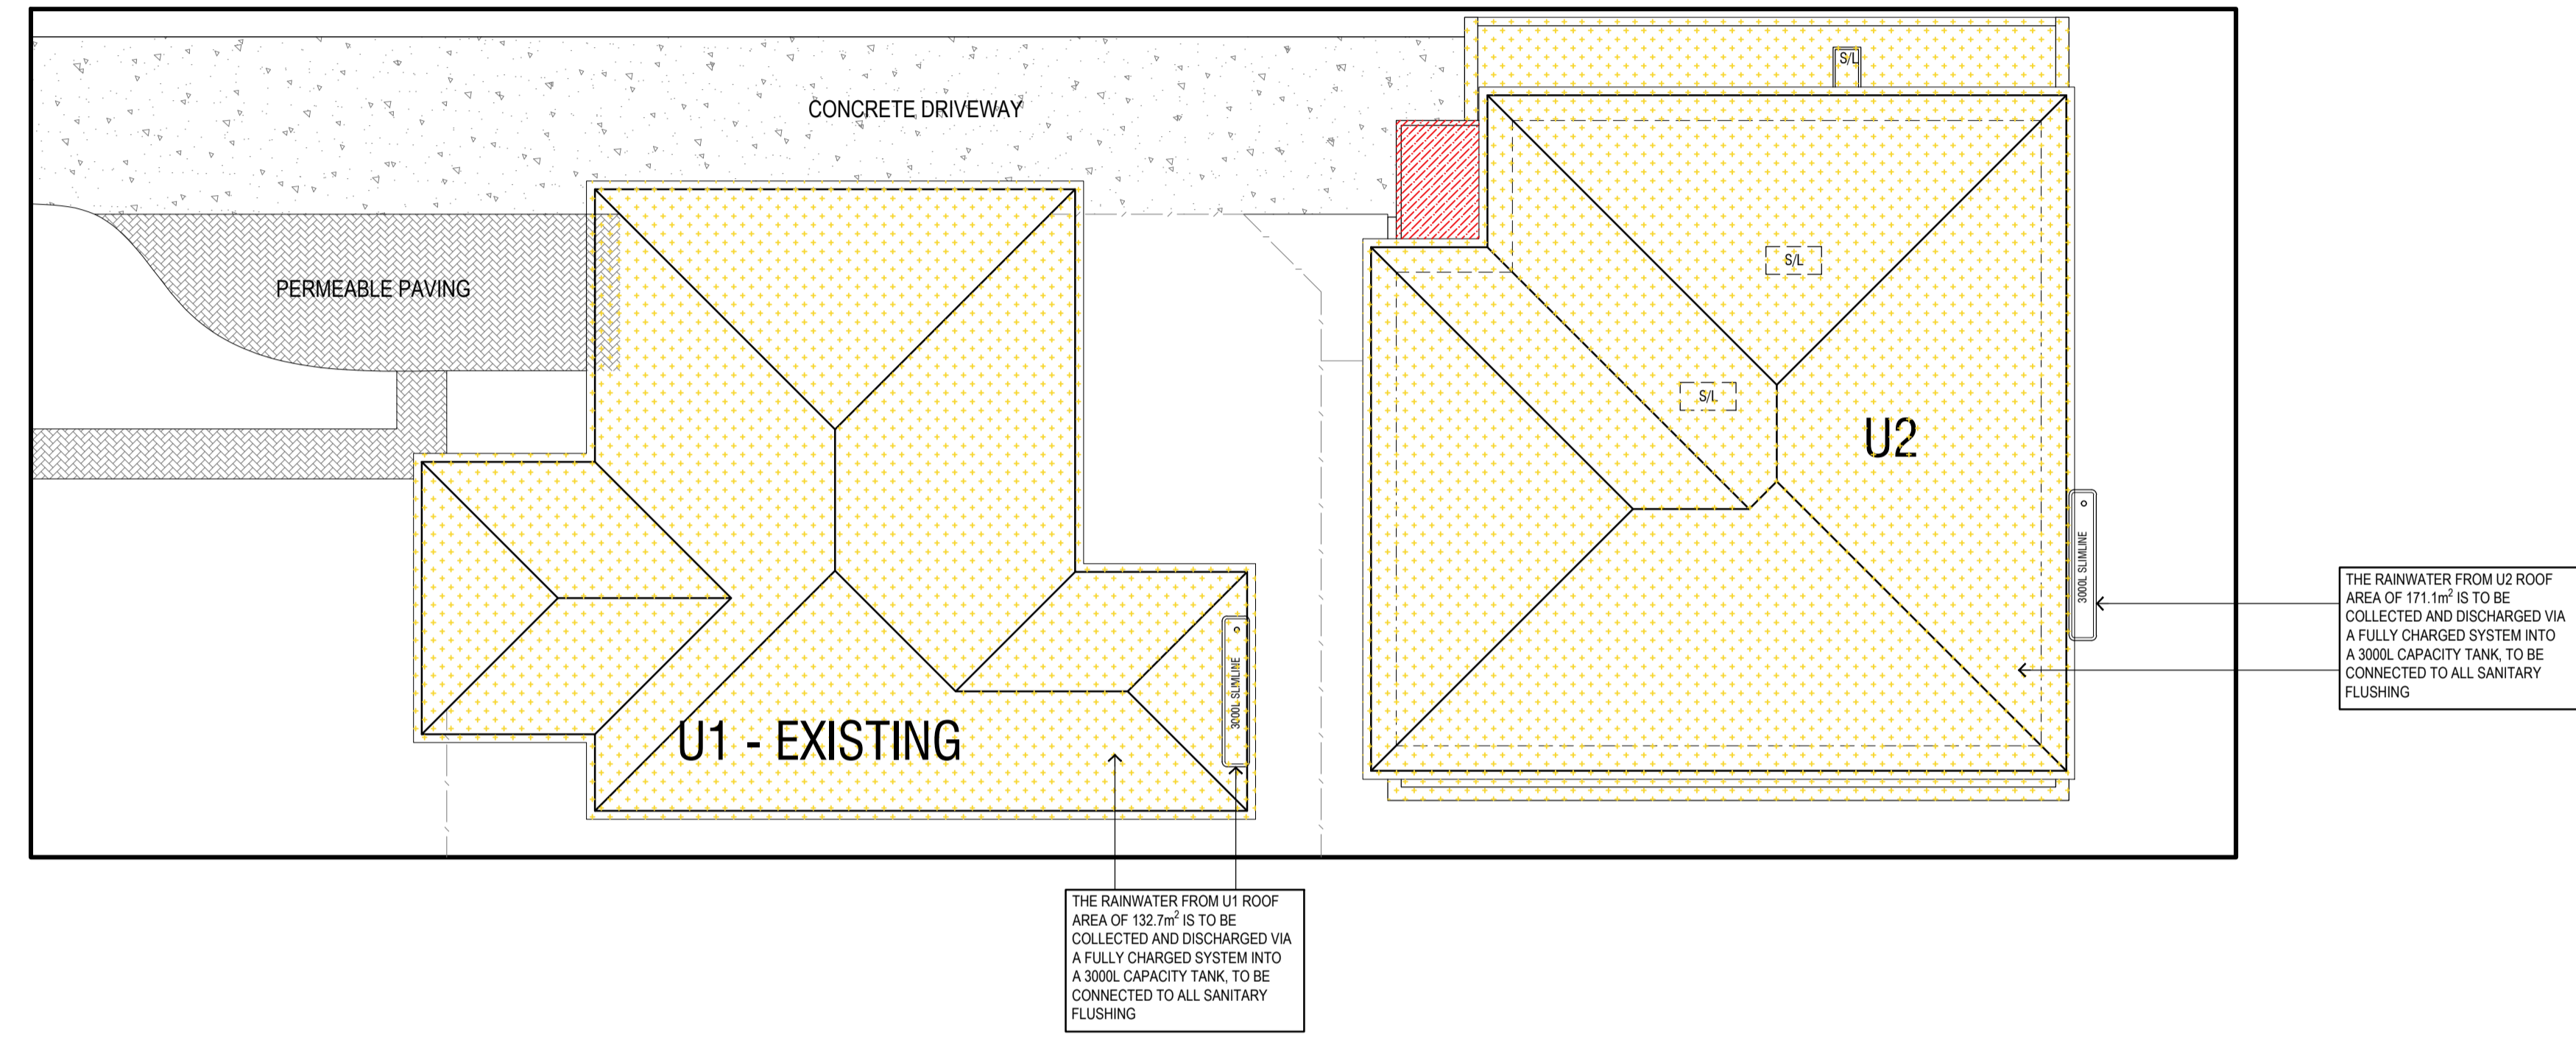 S/L
CONCRETE DRIVEWAY
S/L
PERMEABLE PAVING
S/L
U2
3000L SLIMLINE
THE RAINWATER FROM U2 ROOF
AREA OF 171.1m² IS TO BE
COLLECTED AND DISCHARGED VIA
A FULLY CHARGED SYSTEM INTO
A 3000L CAPACITY TANK, TO BE
CONNECTED TO ALL SANITARY
FLUSHING
3000L SLIMLINE
U1 - EXISTING
THE RAINWATER FROM U1 ROOF
AREA OF 132.7m² IS TO BE
COLLECTED AND DISCHARGED VIA
A FULLY CHARGED SYSTEM INTO
A 3000L CAPACITY TANK, TO BE
CONNECTED TO ALL SANITARY
FLUSHING